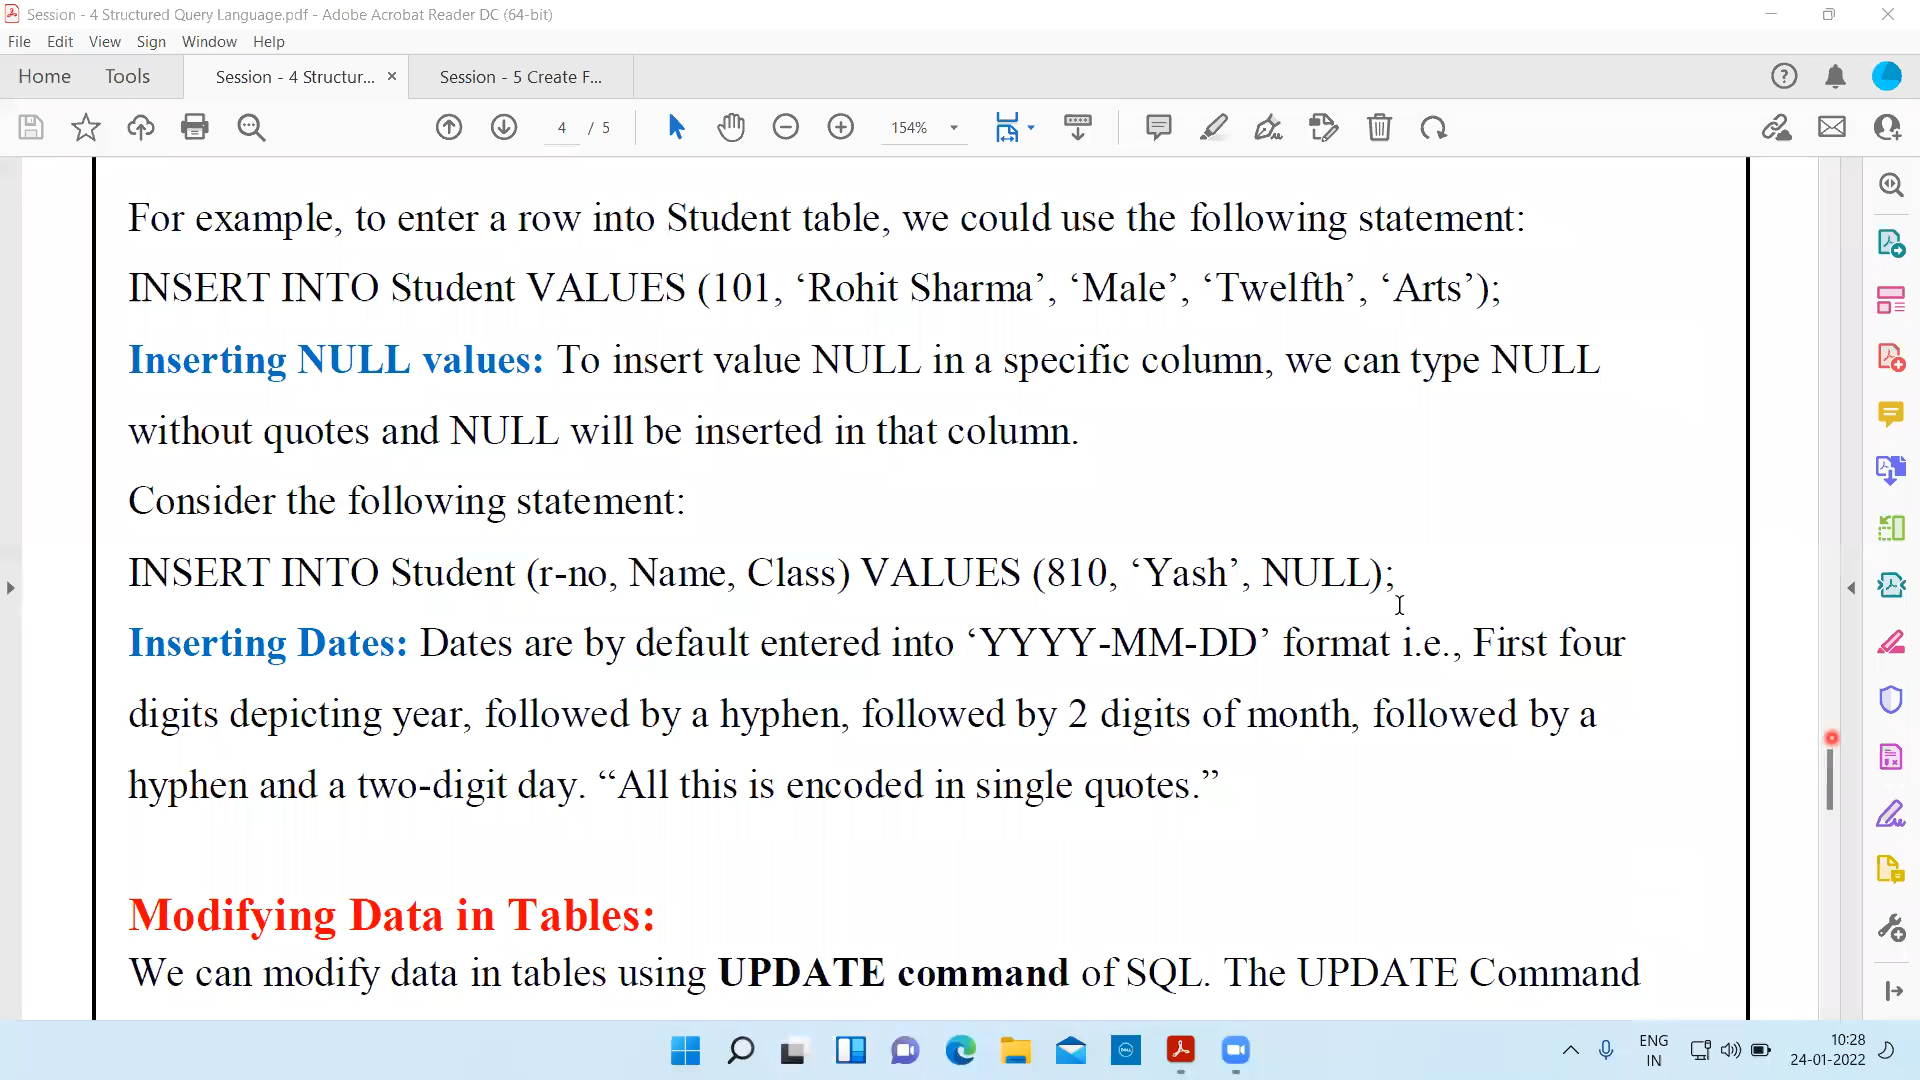 Session - 4 Structured Query Language.pdf - Adobe Acrobat Reader DC (64-bit)
File Edit View Sign Window Help
Home Tools Session - 4 Structur... × Session - 5 Create F...
4 / 5 154%
For example, to enter a row into Student table, we could use the following statement:
INSERT INTO Student VALUES (101, ‘Rohit Sharma’, ‘Male’, ‘Twelfth’, ‘Arts’);
Inserting NULL values: To insert value NULL in a specific column, we can type NULL
without quotes and NULL will be inserted in that column.
Consider the following statement:
INSERT INTO Student (r-no, Name, Class) VALUES (810, ‘Yash’, NULL);
Inserting Dates: Dates are by default entered into ‘YYYY-MM-DD’ format i.e., First four
digits depicting year, followed by a hyphen, followed by 2 digits of month, followed by a
hyphen and a two-digit day. “All this is encoded in single quotes.”
Modifying Data in Tables:
We can modify data in tables using UPDATE command of SQL. The UPDATE Command
ENG
IN
10:28
24-01-2022